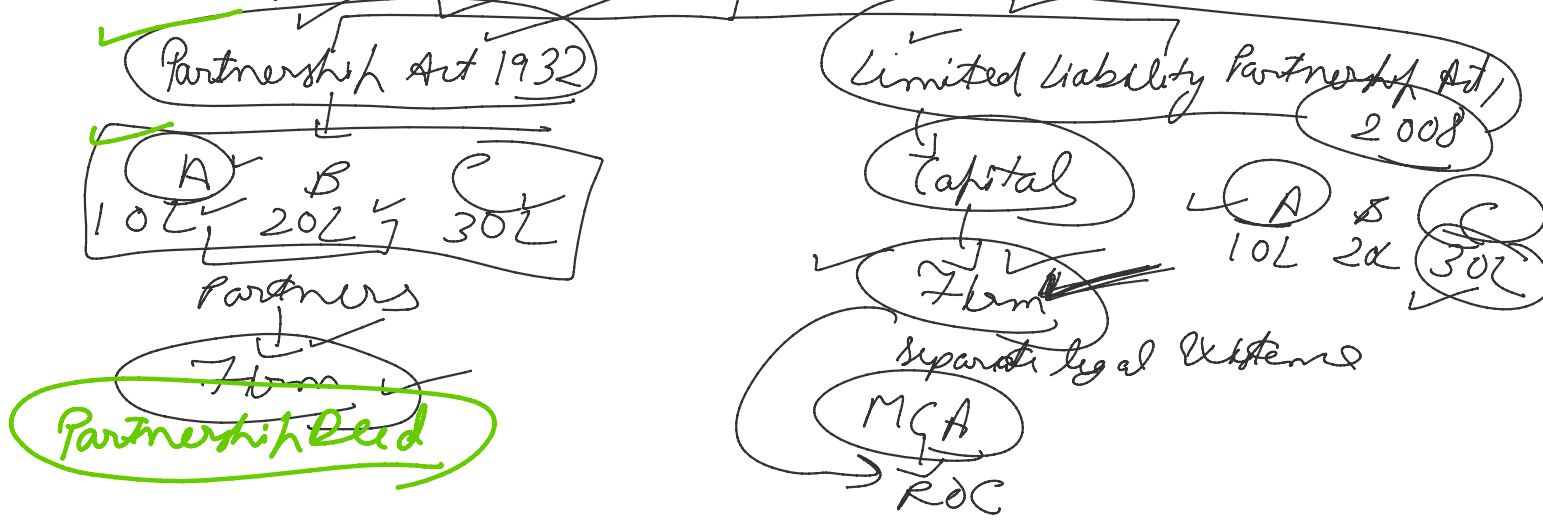 Partnership Act 1932
A B C
10L 20L, 30L
Partners
Firm
Partnership Deed
Limited Liability Partnership Act,
2008
Capital
A B C
10L 20L 30L
Firm
separate legal Existence
MCA
ROC